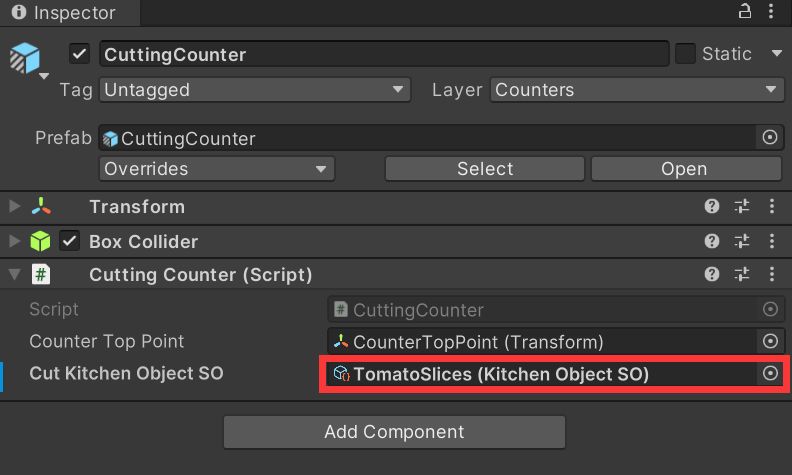 Inspector
CuttingCounter Static
Tag Untagged Layer Counters
Prefab CuttingCounter
Overrides Select Open
Transform
Box Collider
# Cutting Counter (Script)
Script # CuttingCounter
Counter Top Point CounterTopPoint (Transform)
Cut Kitchen Object SO TomatoSlices (Kitchen Object SO)
Add Component